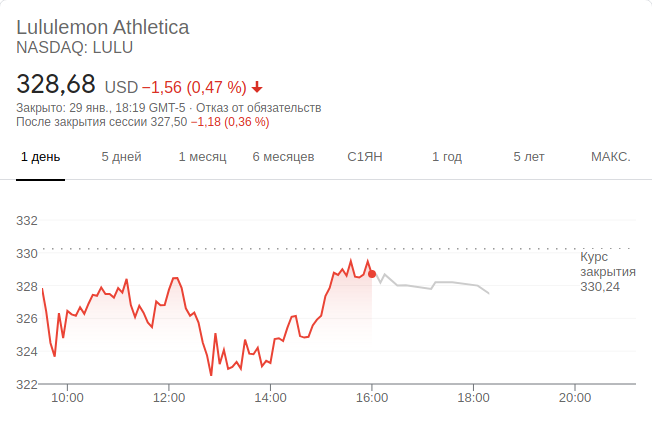 Lululemon Athletica
NASDAQ: LULU
328,68 USD −1,56 (0,47 %)
Закрыто: 29 янв., 18:19 GMT-5 · Отказ от обязательств
После закрытия сессии 327,50 −1,18 (0,36 %)
1 день 5 дней 1 месяц 6 месяцев С1ЯН 1 год 5 лет МАКС.
332
330
328
326
324
322
Курс
закрытия
330,24
10:00 12:00 14:00 16:00 18:00 20:00